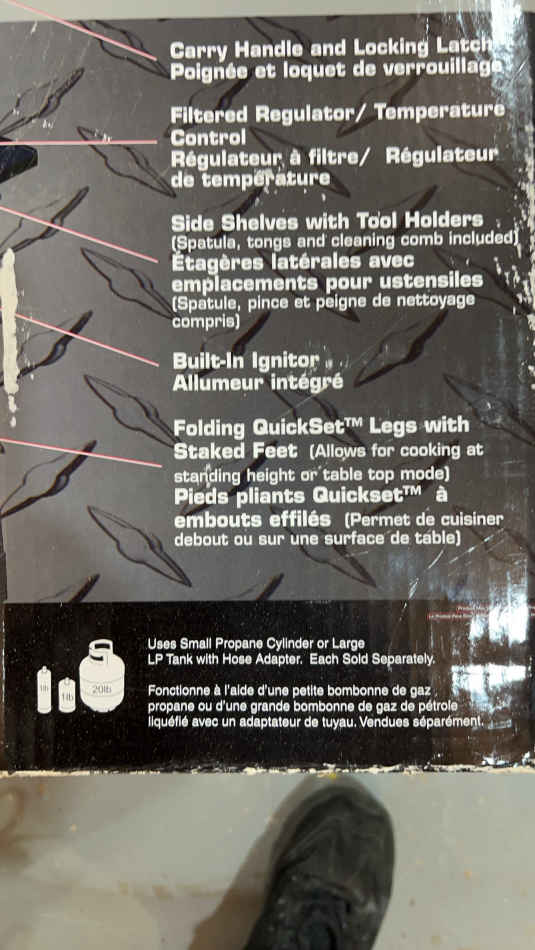 Carry Handle and Locking Latch
Poignée et loquet de verrouillage
Filtered Regulator/ Temperature
Control
Régulateur à filtre/ Régulateur
de température
Side Shelves with Tool Holders
(Spatula, tongs and cleaning comb included)
Étagères latérales avec
emplacements pour ustensiles
(Spatule, pince et peigne de nettoyage
compris)
Built-In Ignitor
Allumeur intégré
Folding QuickSet™ Legs with
Staked Feet (Allows for cooking at
standing height or table top mode)
Pieds pliants Quickset™ à
embouts effilés (Permet de cuisiner
debout ou sur une surface de table)
Uses Small Propane Cylinder or Large
LP Tank with Hose Adapter. Each Sold Separately.
1lb 1lb 20lb
Fonctionne à l'aide d'une petite bombonne de gaz
propane ou d'une grande bombonne de gaz de pétrole
liquéfié avec un adaptateur de tuyau. Vendues séparément.